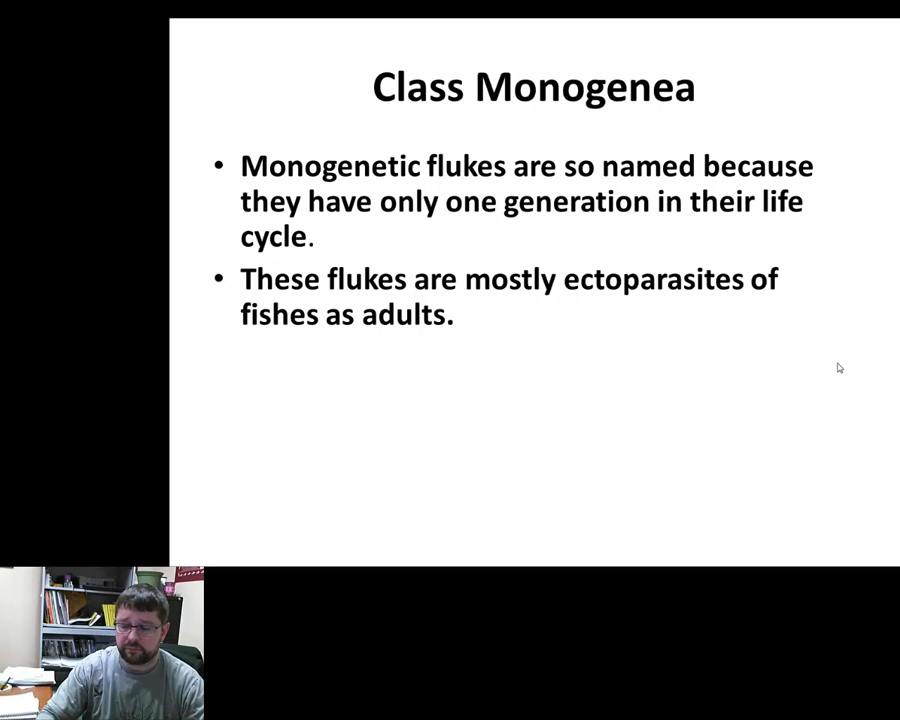 Class Monogenea
• Monogenetic flukes are so named because
they have only one generation in their life
cycle.
• These flukes are mostly ectoparasites of
fishes as adults.